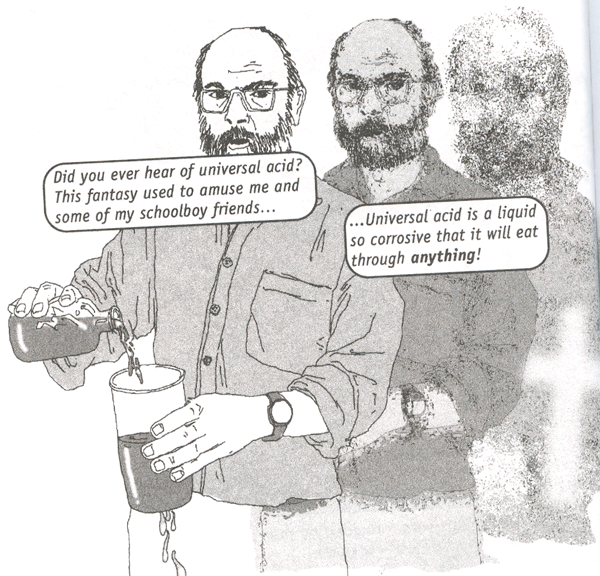 Did you ever hear of universal acid?
This fantasy used to amuse me and
some of my schoolboy friends...
...Universal acid is a liquid
so corrosive that it will eat
through anything!